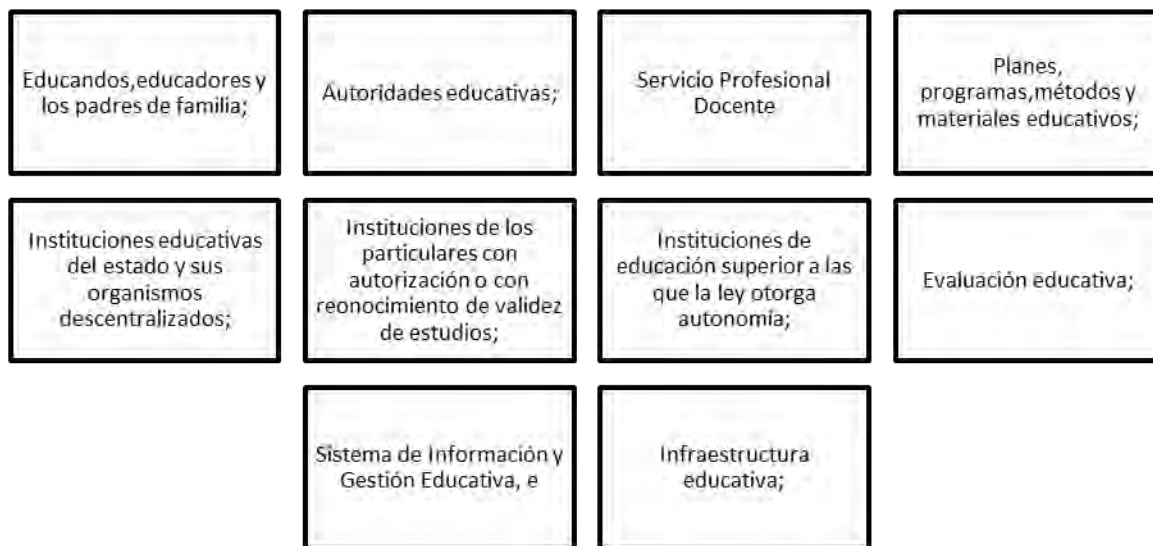 Educandos,educadores y
los padres de familia;
Autoridades educativas;
Servicio Profesional
Docente
Planes,
programas,métodos y
materiales educativos;
Instituciones educativas
del estado y sus
organismos
descentralizados;
Instituciones de los
particulares con
autorización o con
reonocimiento de validez
de estudios;
Instituciones de
educación superior a las
que la ley otorga
autonomía;
Evaluación educativa;
Sistema de Información y
Gestión Educativa, e
Infraestructura
educativa;